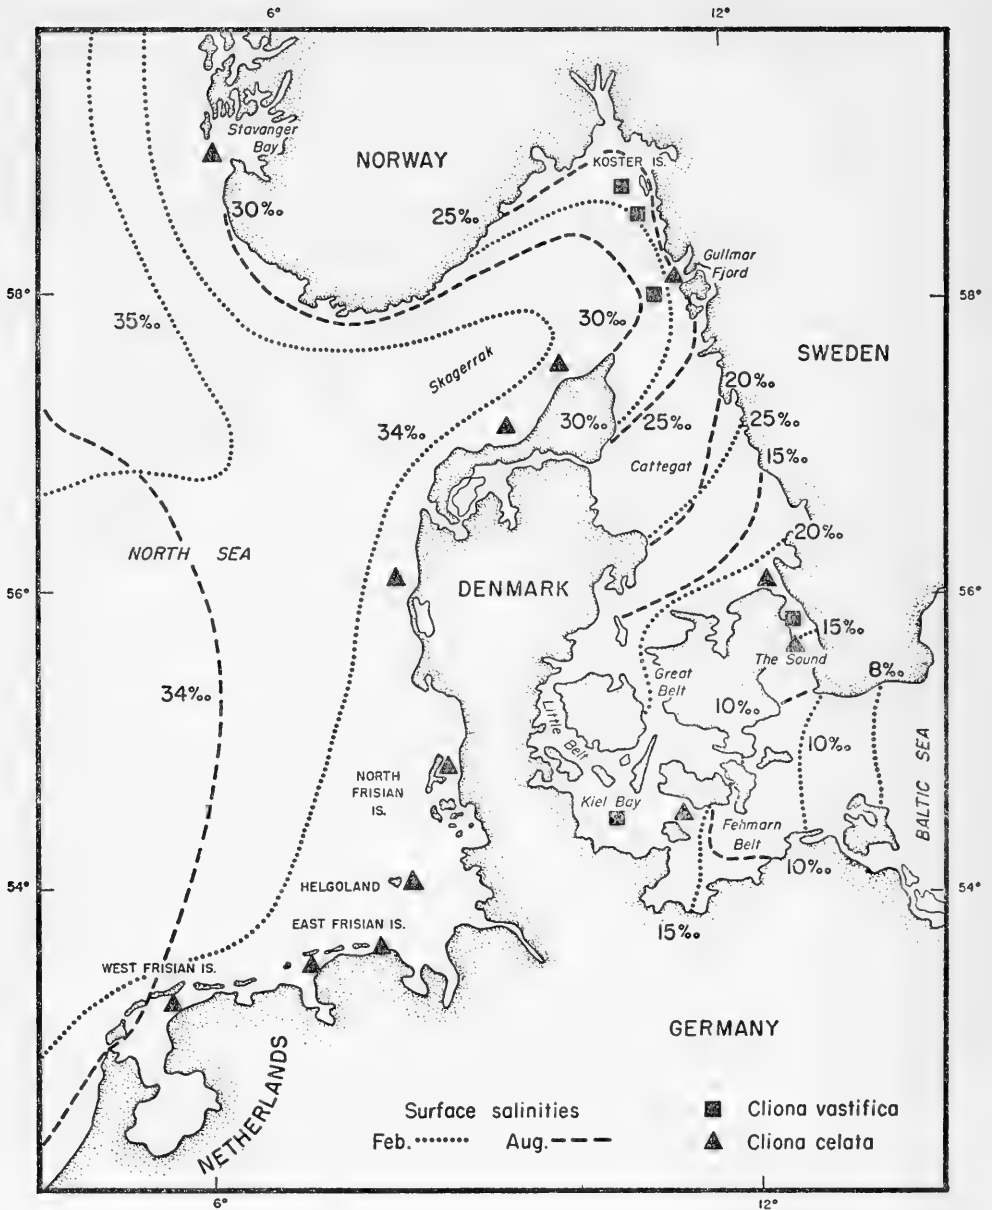 6° 12°
Stavanger
Bay
NORWAY
KOSTER IS.
30‰
25‰
Gullmar
Fjord
58° 58°
35‰
30‰
SWEDEN
Skagerrak
20‰
34‰
30‰
25‰
25‰
Cattegat
15‰
20‰
NORTH SEA
56° 56°
DENMARK
15‰
The Sound
8‰
34‰
Great
Belt
10‰
Little
Belt
10‰
BALTIC SEA
NORTH
FRISIAN
IS.
Kiel Bay
Fehmarn
Belt
10‰
54° 54°
HELGOLAND
EAST FRISIAN IS.
15‰
WEST FRISIAN IS.
GERMANY
NETHERLANDS
Surface salinities
Feb. Aug.
Cliona vastifica
Cliona celata
6° 12°